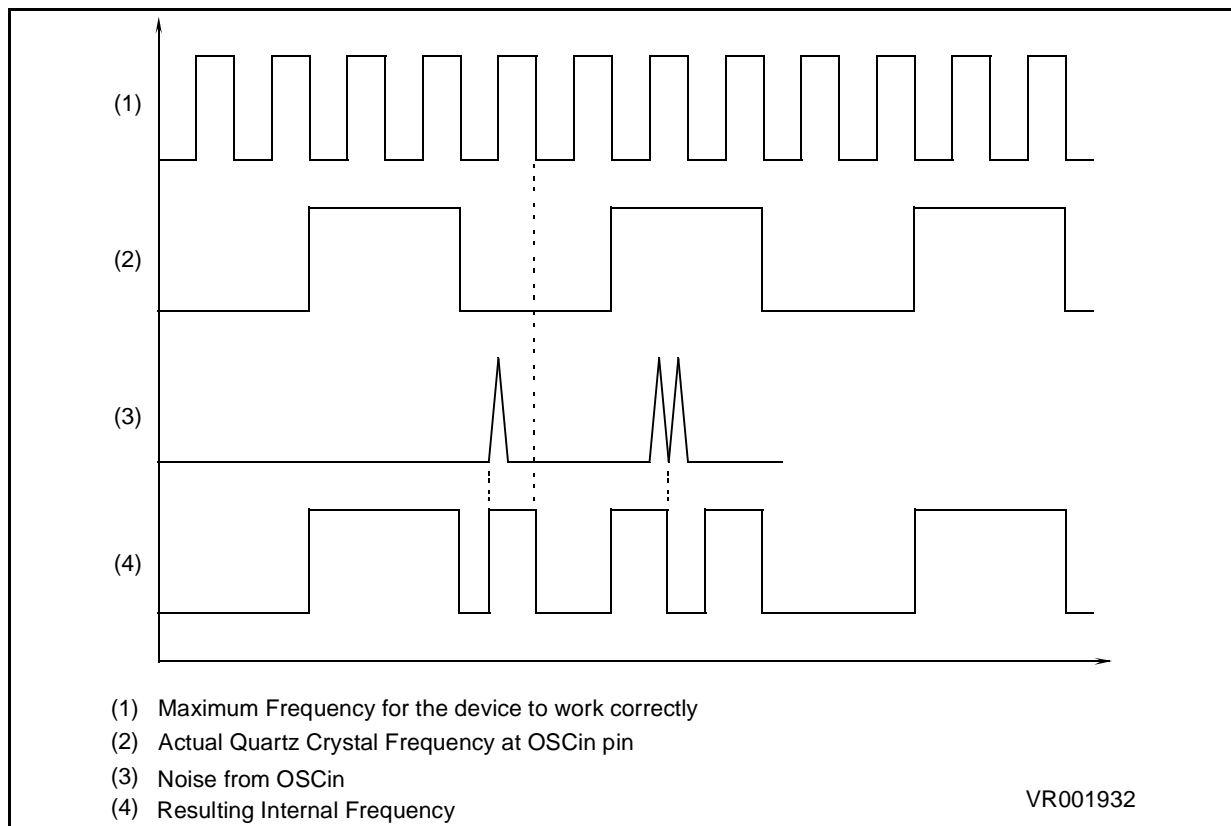 (1)
(2)
(3)
(4)
(1) Maximum Frequency for the device to work correctly
(2) Actual Quartz Crystal Frequency at OSCin pin
(3) Noise from OSCin
(4) Resulting Internal Frequency
VR001932